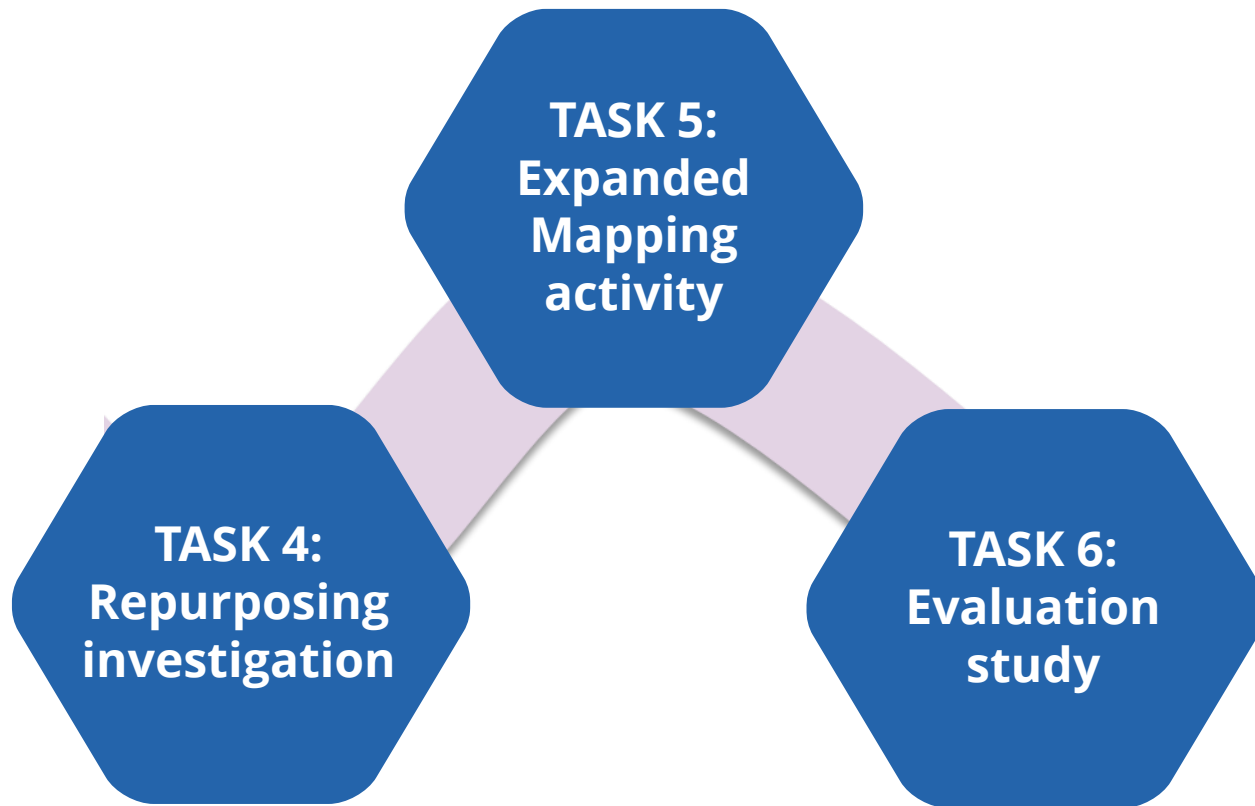 TASK 5:
Expanded
Mapping
activity
TASK 4:
Repurposing
investigation
TASK 6:
Evaluation
study